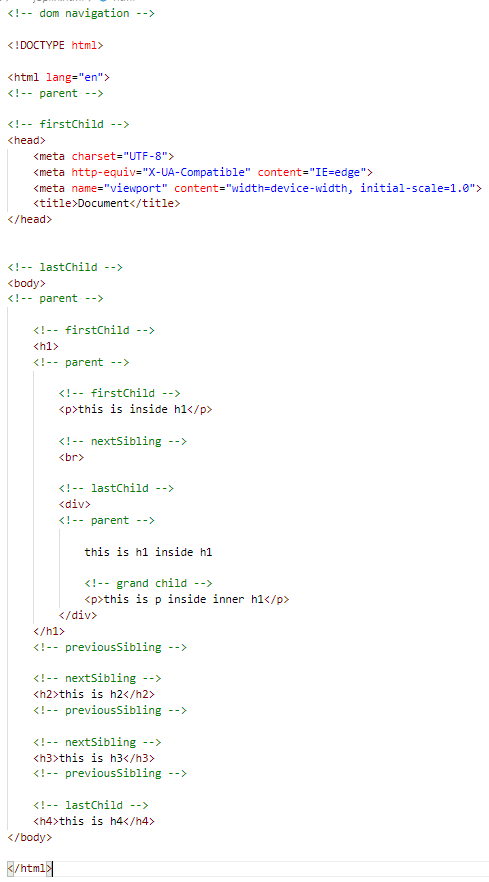 <!-- dom navigation -->
<!DOCTYPE html>
<html lang="en">
<!-- parent -->
<!-- firstChild -->
<head>
<meta charset="UTF-8">
<meta http-equiv="X-UA-Compatible" content="IE=edge">
<meta name="viewport" content="width=device-width, initial-scale=1.0">
<title>Document</title>
</head>
<!-- lastChild -->
<body>
<!-- parent -->
<!-- firstChild -->
<h1>
<!-- parent -->
<!-- firstChild -->
<p>this is inside h1</p>
<!-- nextSibling -->
<br>
<!-- lastChild -->
<div>
<!-- parent -->
this is h1 inside h1
<!-- grand child -->
<p>this is p inside inner h1</p>
</div>
</h1>
<!-- previousSibling -->
<!-- nextSibling -->
<h2>this is h2</h2>
<!-- previousSibling -->
<!-- nextSibling -->
<h3>this is h3</h3>
<!-- previousSibling -->
<!-- lastChild -->
<h4>this is h4</h4>
</body>
</html>